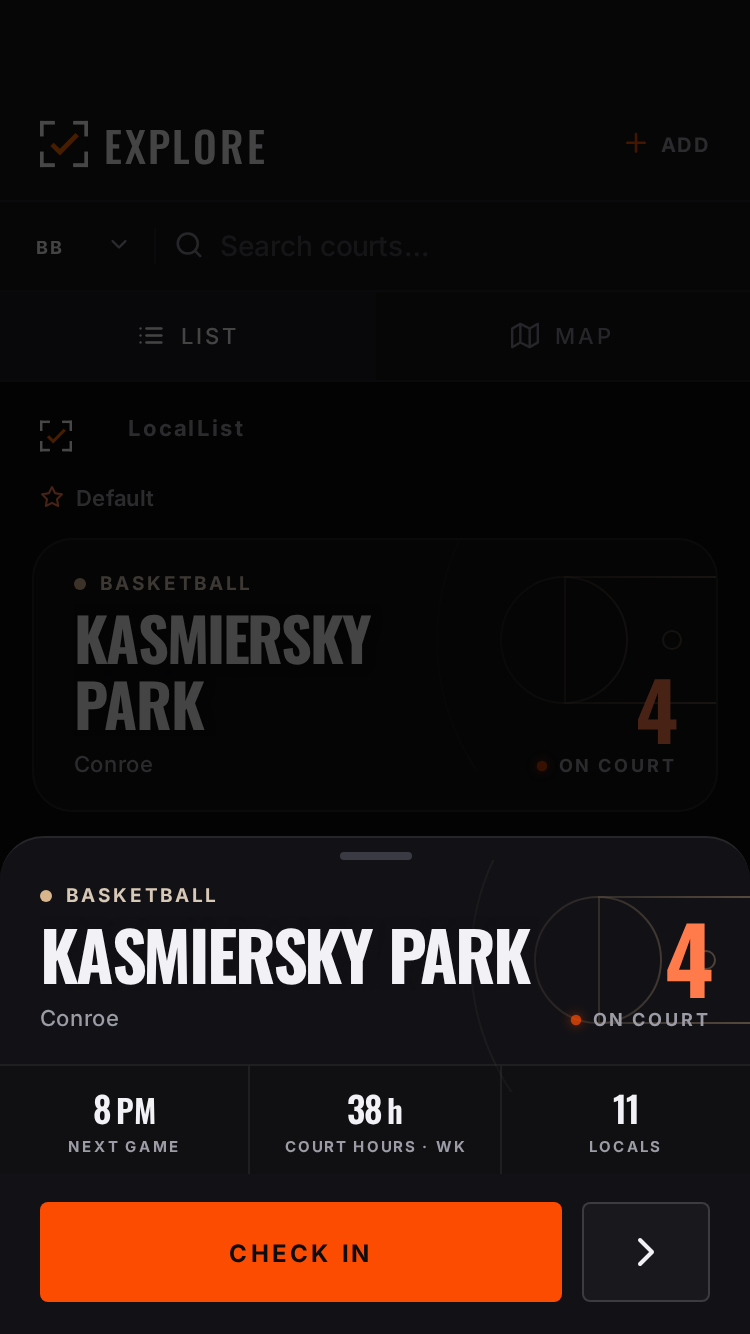 EXPLORE
ADD
BB
Search courts...
LIST
MAP
LocalList
Default
BASKETBALL
KASMIERSKY
PARK
4
Conroe
ON COURT
BASKETBALL
KASMIERSKY PARK
4
Conroe
ON COURT
8 PM
38 h
11
NEXT GAME
COURT HOURS · WK
LOCALS
CHECK IN